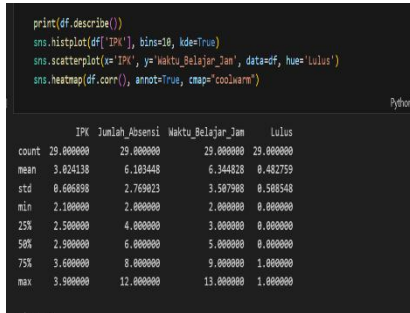 print(df.describe())
sns.histplot(df['IPK'], bins=10, kde=True)
sns.scatterplot(x='IPK', y='Waktu_Belajar_Jam', data=df, hue='Lulus')
sns.heatmap(df.corr(), annot=True, cmap="coolwarm")
Python
IPK Jumlah_Absensi Waktu_Belajar_Jam Lulus
count 29.000000 29.000000 29.000000 29.000000
mean 3.024138 6.103448 6.344828 0.482759
std 0.606898 2.769023 3.507908 0.508548
min 2.100000 2.000000 2.000000 0.000000
25% 2.500000 4.000000 3.000000 0.000000
50% 2.900000 6.000000 5.000000 0.000000
75% 3.600000 8.000000 9.000000 1.000000
max 3.900000 12.000000 13.000000 1.000000